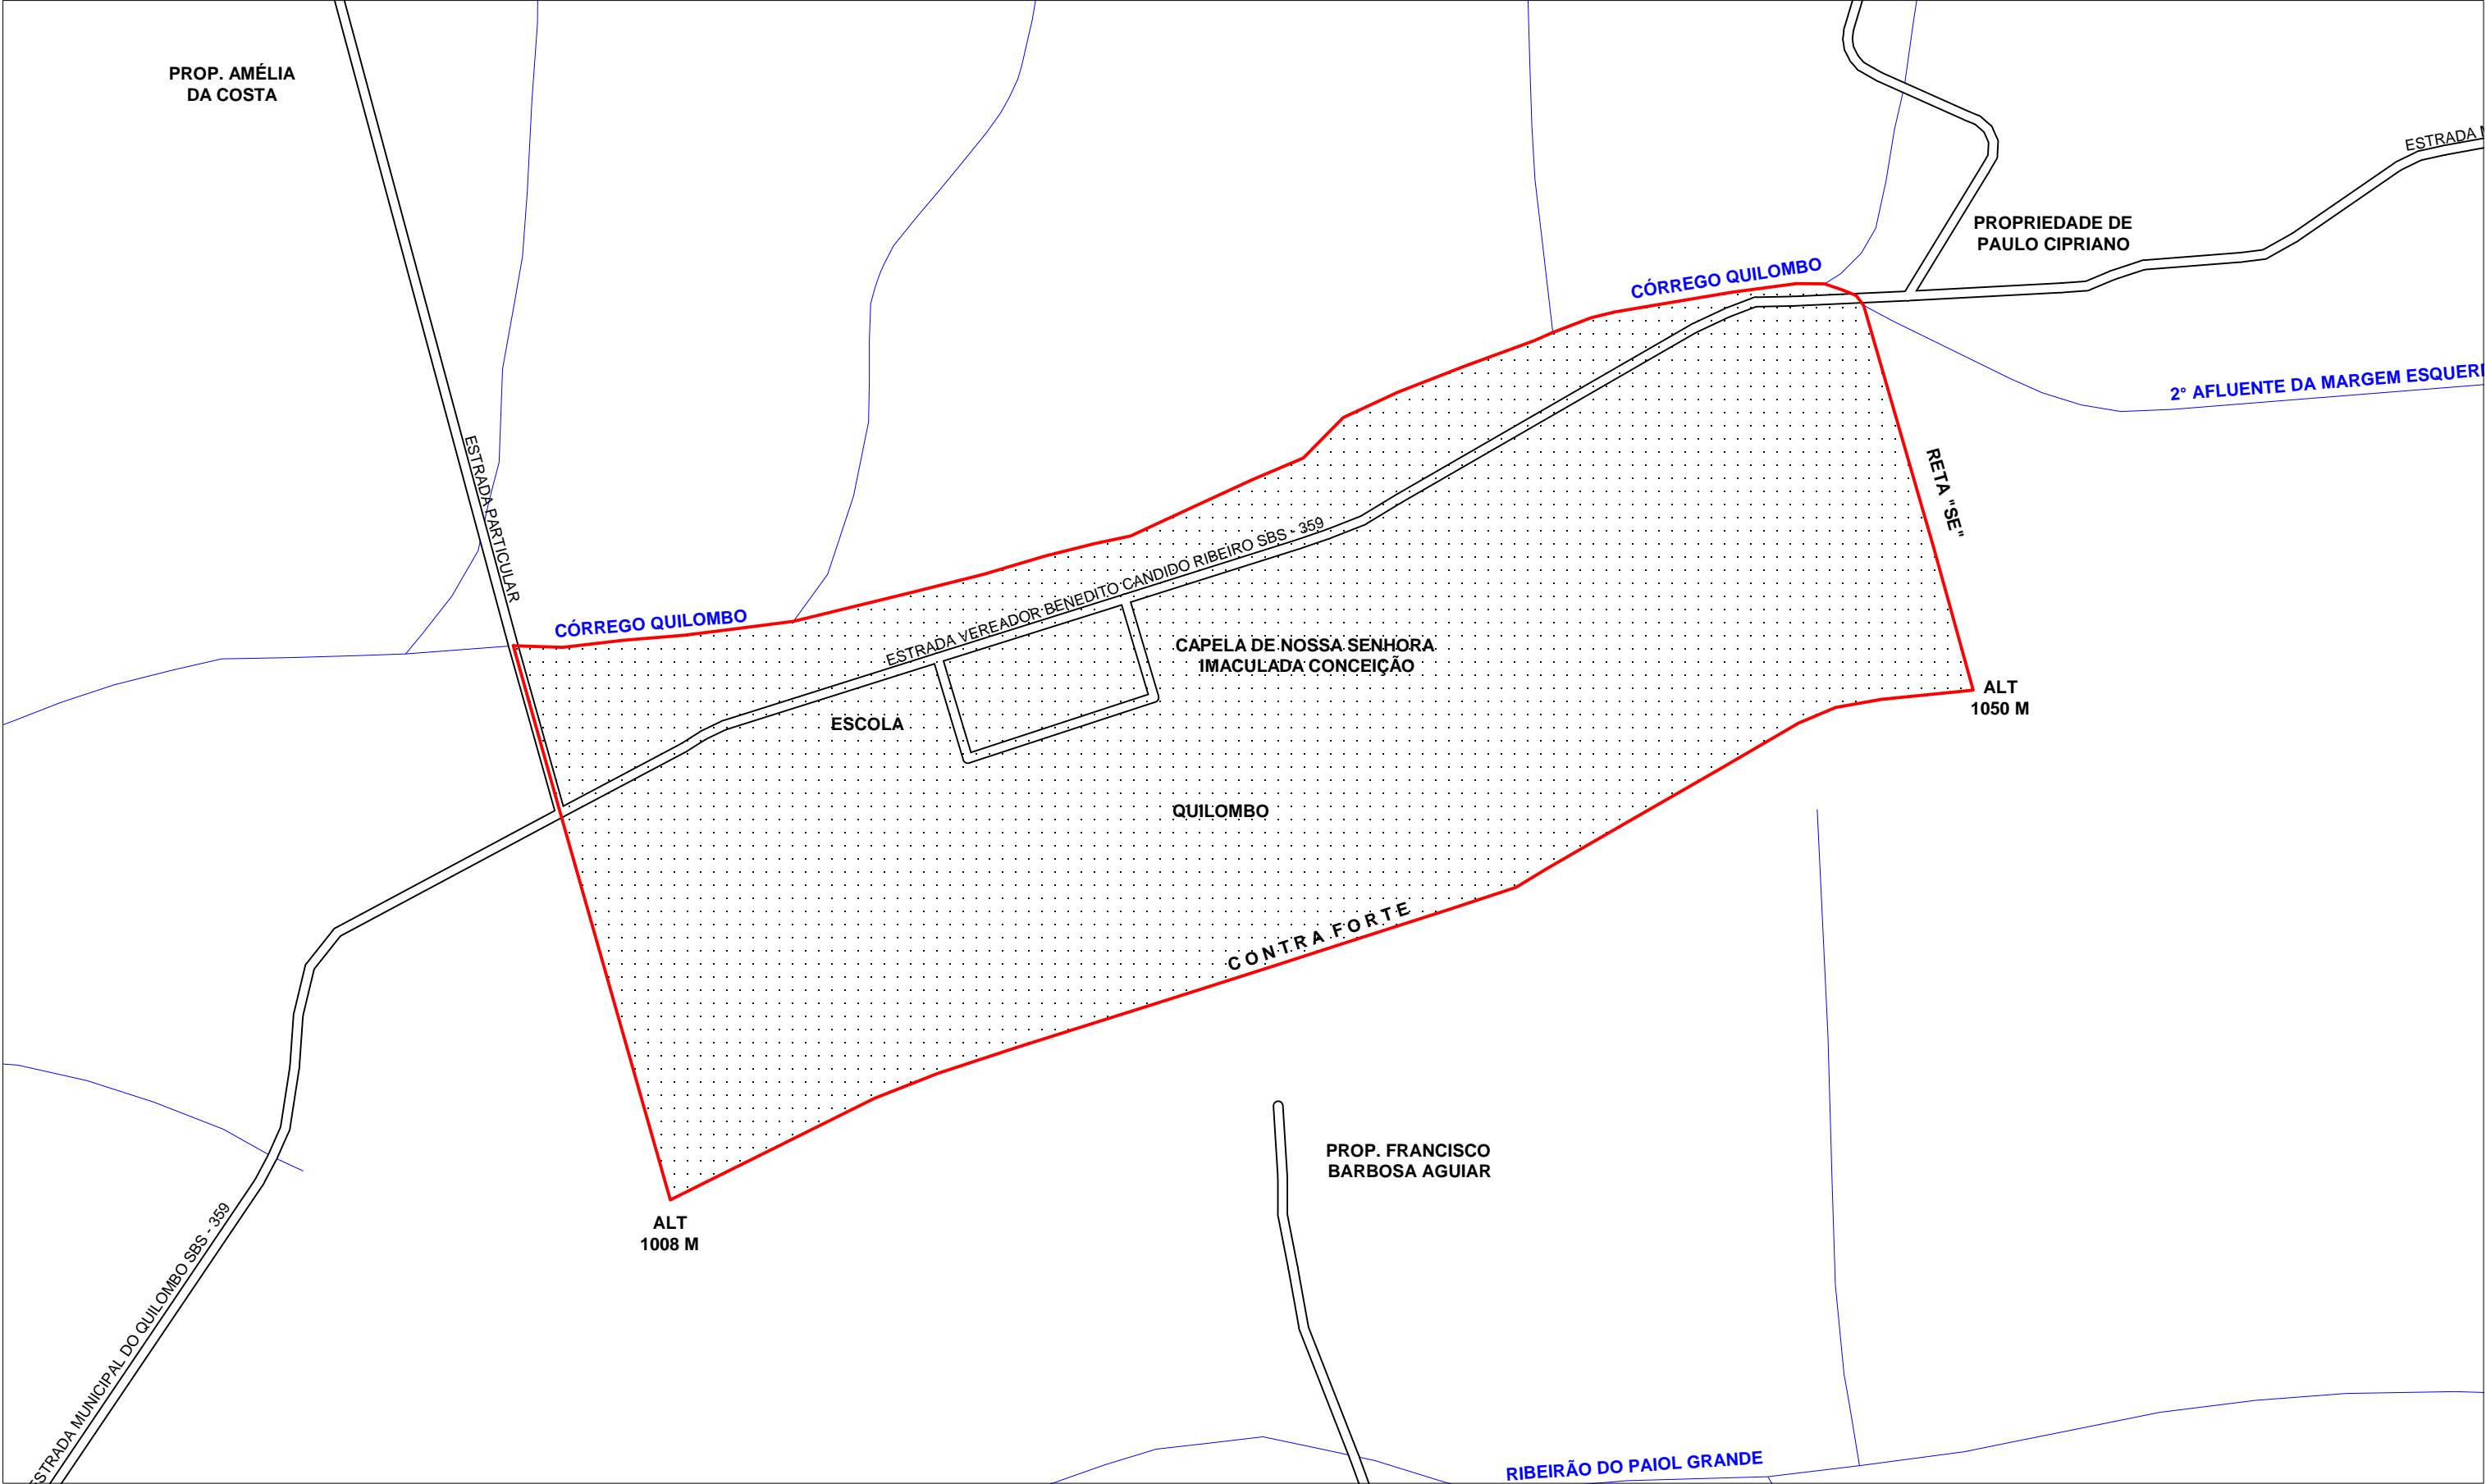 PROP. AMÉLIA
DA COSTA
ESTRADA
PROPRIEDADE DE
PAULO CIPRIANO
CÓRREGO QUILOMBO
2° AFLUENTE DA MARGEM
RETA "SE"
ESTRADA PARTICULAR
CÓRREGO QUILOMBO
ESTRADA VEREADOR BENEDITO CANDIDO RIBEIRO SBS - 359
CAPELA DE NOSSA SENHORA
IMACULADA CONCEIÇÃO
ALT
1050 M
ESCOLA
QUILOMBO
CONTRA FORTE
PROP. FRANCISCO
BARBOSA AGUIAR
ALT
1008 M
ESTRADA MUNICIPAL DO QUILOMBO SBS - 359
RIBEIRÃO DO PAIOL GRANDE